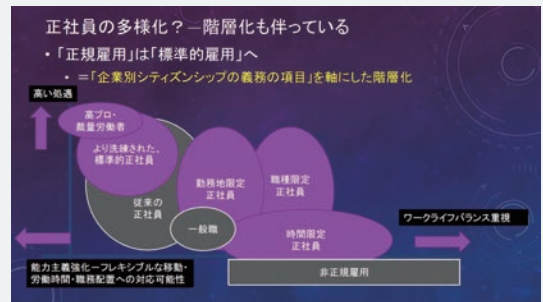 正社員の多様化？―階層化も伴っている
・「正規雇用」は「標準的雇用」へ
・＝「企業別シティズンシップの義務の項目」を軸にした階層化
高い処遇
高プロ・
裁量労働者
より洗練された、
標準的正社員
従来の
正社員
一般職
勤務地限定
正社員
職種限定
正社員
時間限定
正社員
ワークライフバランス重視
能力主義強化－フレキシブルな移動・
労働時間・職務配置への対応可能性
非正規雇用